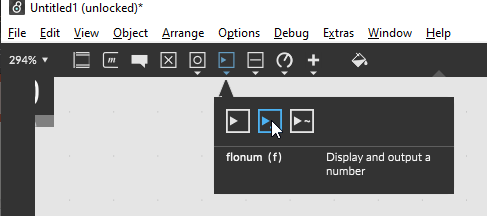 Untitled1 (unlocked)*
File Edit View Object Arrange Options Debug Extras Window Help
294%
m
flonum (f) Display and output a
number